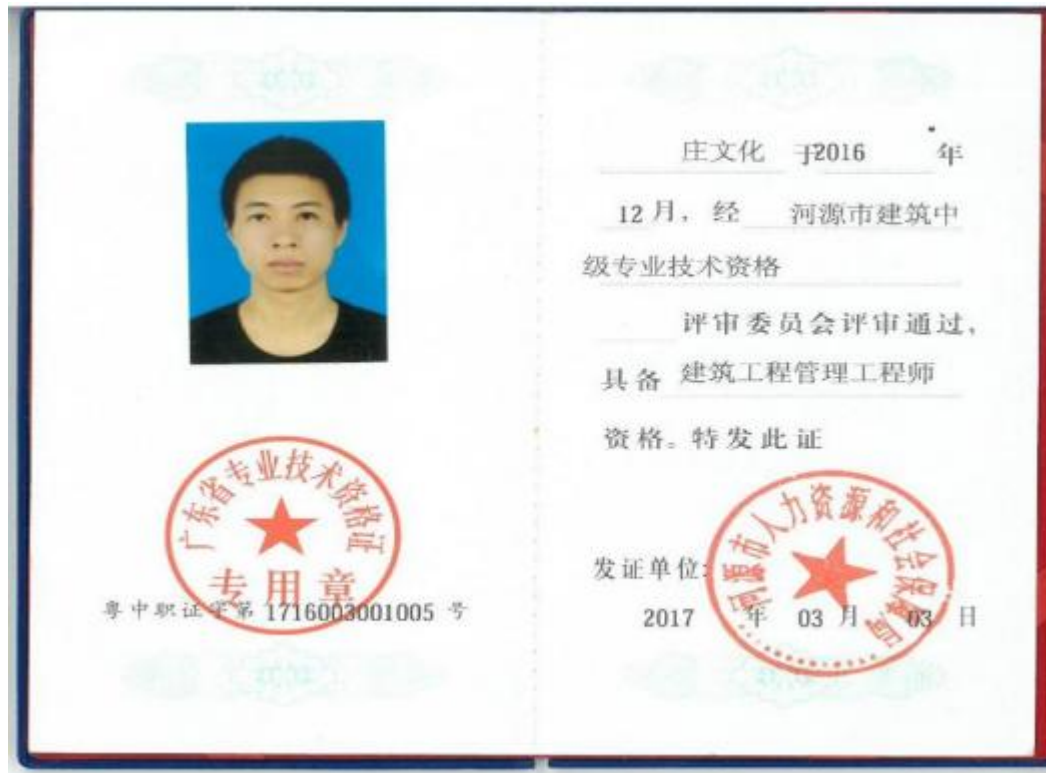 广东省专业技术资格证
专用章
粤中职证字第 1716003001005 号
庄文化 于2016 年
12 月，经 河源市建筑中
级专业技术资格
评审委员会评审通过，
具备 建筑工程管理工程师
资格。特发此证
河源市人力资源和社会保障局
发证单位:
2017 年 03 月 03 日